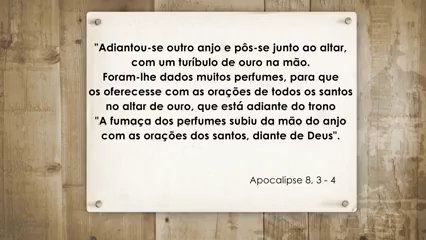 "Adiantou-se outro anjo e pôs-se junto ao altar,
com um turíbulo de ouro na mão.
Foram-lhe dados muitos perfumes, para que
os oferecesse com as orações de todos os santos
no altar de ouro, que está adiante do trono
"A fumaça dos perfumes subiu da mão do anjo
com as orações dos santos, diante de Deus".
Apocalipse 8, 3 - 4